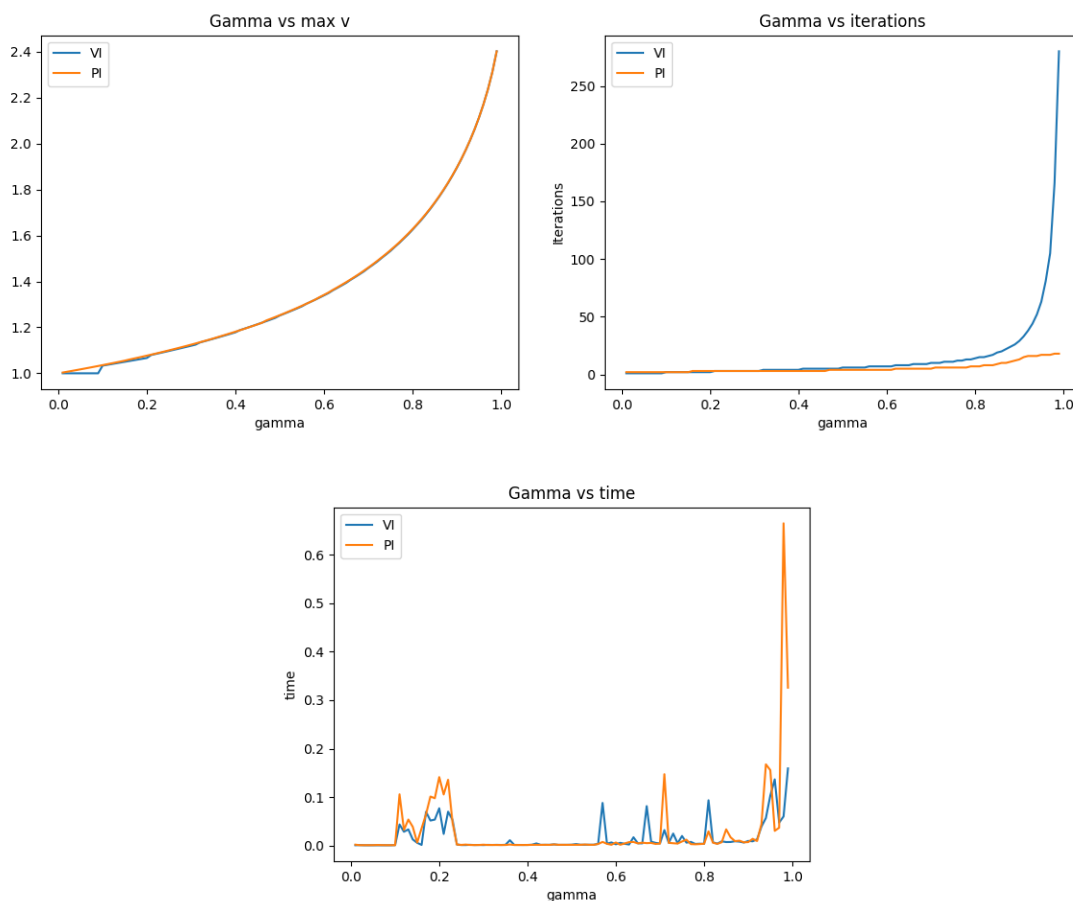 Gamma vs max v
VI
PI
2.4
2.2
2.0
1.8
1.6
1.4
1.2
1.0
0.0 0.2 0.4 0.6 0.8 1.0
gamma
Gamma vs iterations
VI
PI
Iterations
250
200
150
100
50
0
0.0 0.2 0.4 0.6 0.8 1.0
gamma
Gamma vs time
VI
PI
time
0.6
0.5
0.4
0.3
0.2
0.1
0.0
0.0 0.2 0.4 0.6 0.8 1.0
gamma